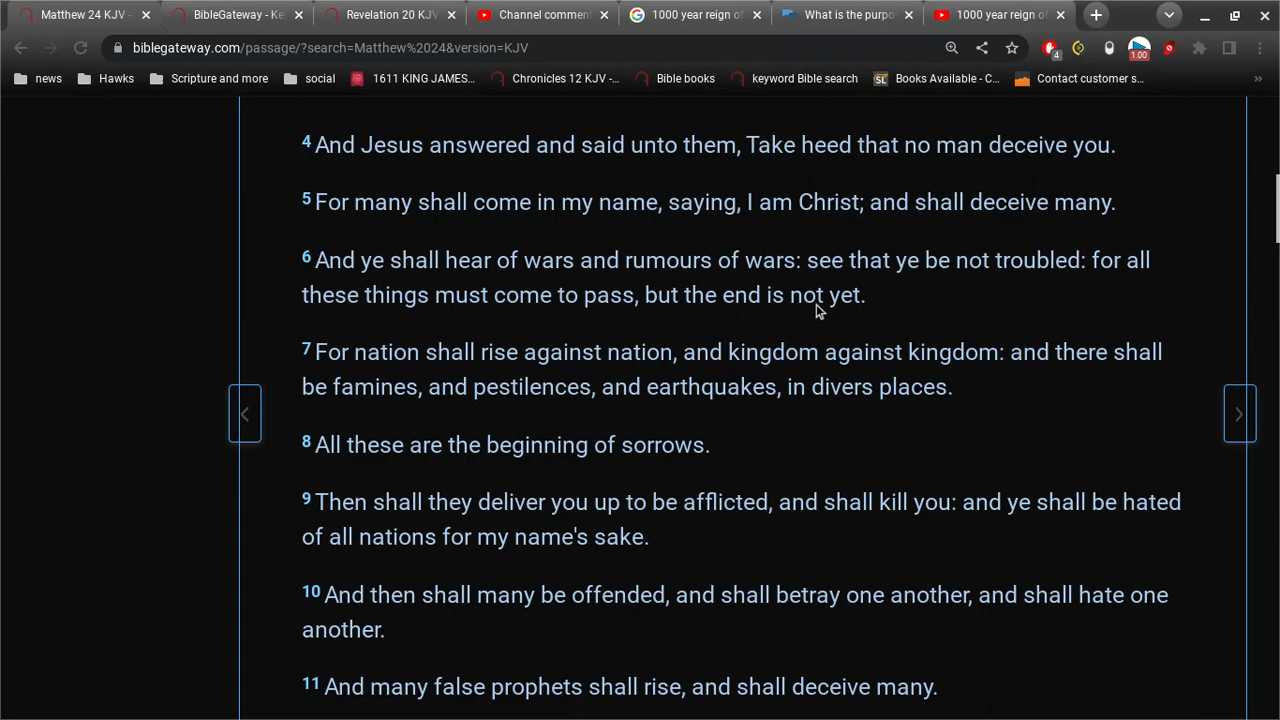 Matthew 24 KJV -
BibleGateway - Ke
Revelation 20 KJV
Channel commen
1000 year reign of
What is the purpo
1000 year reign of
biblegateway.com/passage/?search=Matthew%2024&version=KJV
4
1.00
news
Hawks
Scripture and more
social
1611 KING JAMES...
Chronicles 12 KJV -...
Bible books
keyword Bible search
SL
Books Available - C...
Contact customer s...
»
4 And Jesus answered and said unto them, Take heed that no man deceive you.
5 For many shall come in my name, saying, I am Christ; and shall deceive many.
6 And ye shall hear of wars and rumours of wars: see that ye be not troubled: for all
these things must come to pass, but the end is not yet.
7 For nation shall rise against nation, and kingdom against kingdom: and there shall
be famines, and pestilences, and earthquakes, in divers places.
8 All these are the beginning of sorrows.
9 Then shall they deliver you up to be afflicted, and shall kill you: and ye shall be hated
of all nations for my name's sake.
10 And then shall many be offended, and shall betray one another, and shall hate one
another.
11 And many false prophets shall rise, and shall deceive many.